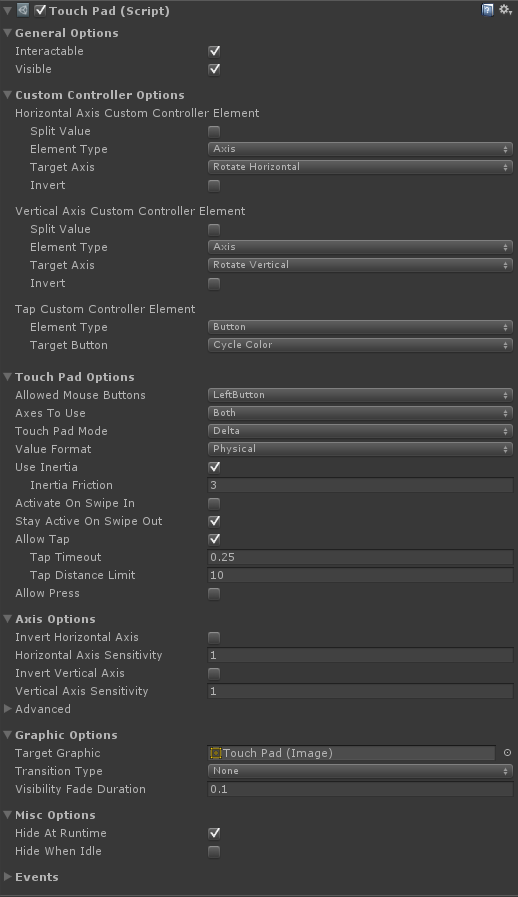 Touch Pad (Script)
General Options
Interactable
Visible
Custom Controller Options
Horizontal Axis Custom Controller Element
Split Value
Element Type Axis
Target Axis Rotate Horizontal
Invert
Vertical Axis Custom Controller Element
Split Value
Element Type Axis
Target Axis Rotate Vertical
Invert
Tap Custom Controller Element
Element Type Button
Target Button Cycle Color
Touch Pad Options
Allowed Mouse Buttons LeftButton
Axes To Use Both
Touch Pad Mode Delta
Value Format Physical
Use Inertia
Inertia Friction 3
Activate On Swipe In
Stay Active On Swipe Out
Allow Tap
Tap Timeout 0.25
Tap Distance Limit 10
Allow Press
Axis Options
Invert Horizontal Axis
Horizontal Axis Sensitivity 1
Invert Vertical Axis
Vertical Axis Sensitivity 1
Advanced
Graphic Options
Target Graphic Touch Pad (Image)
Transition Type None
Visibility Fade Duration 0.1
Misc Options
Hide At Runtime
Hide When Idle
Events